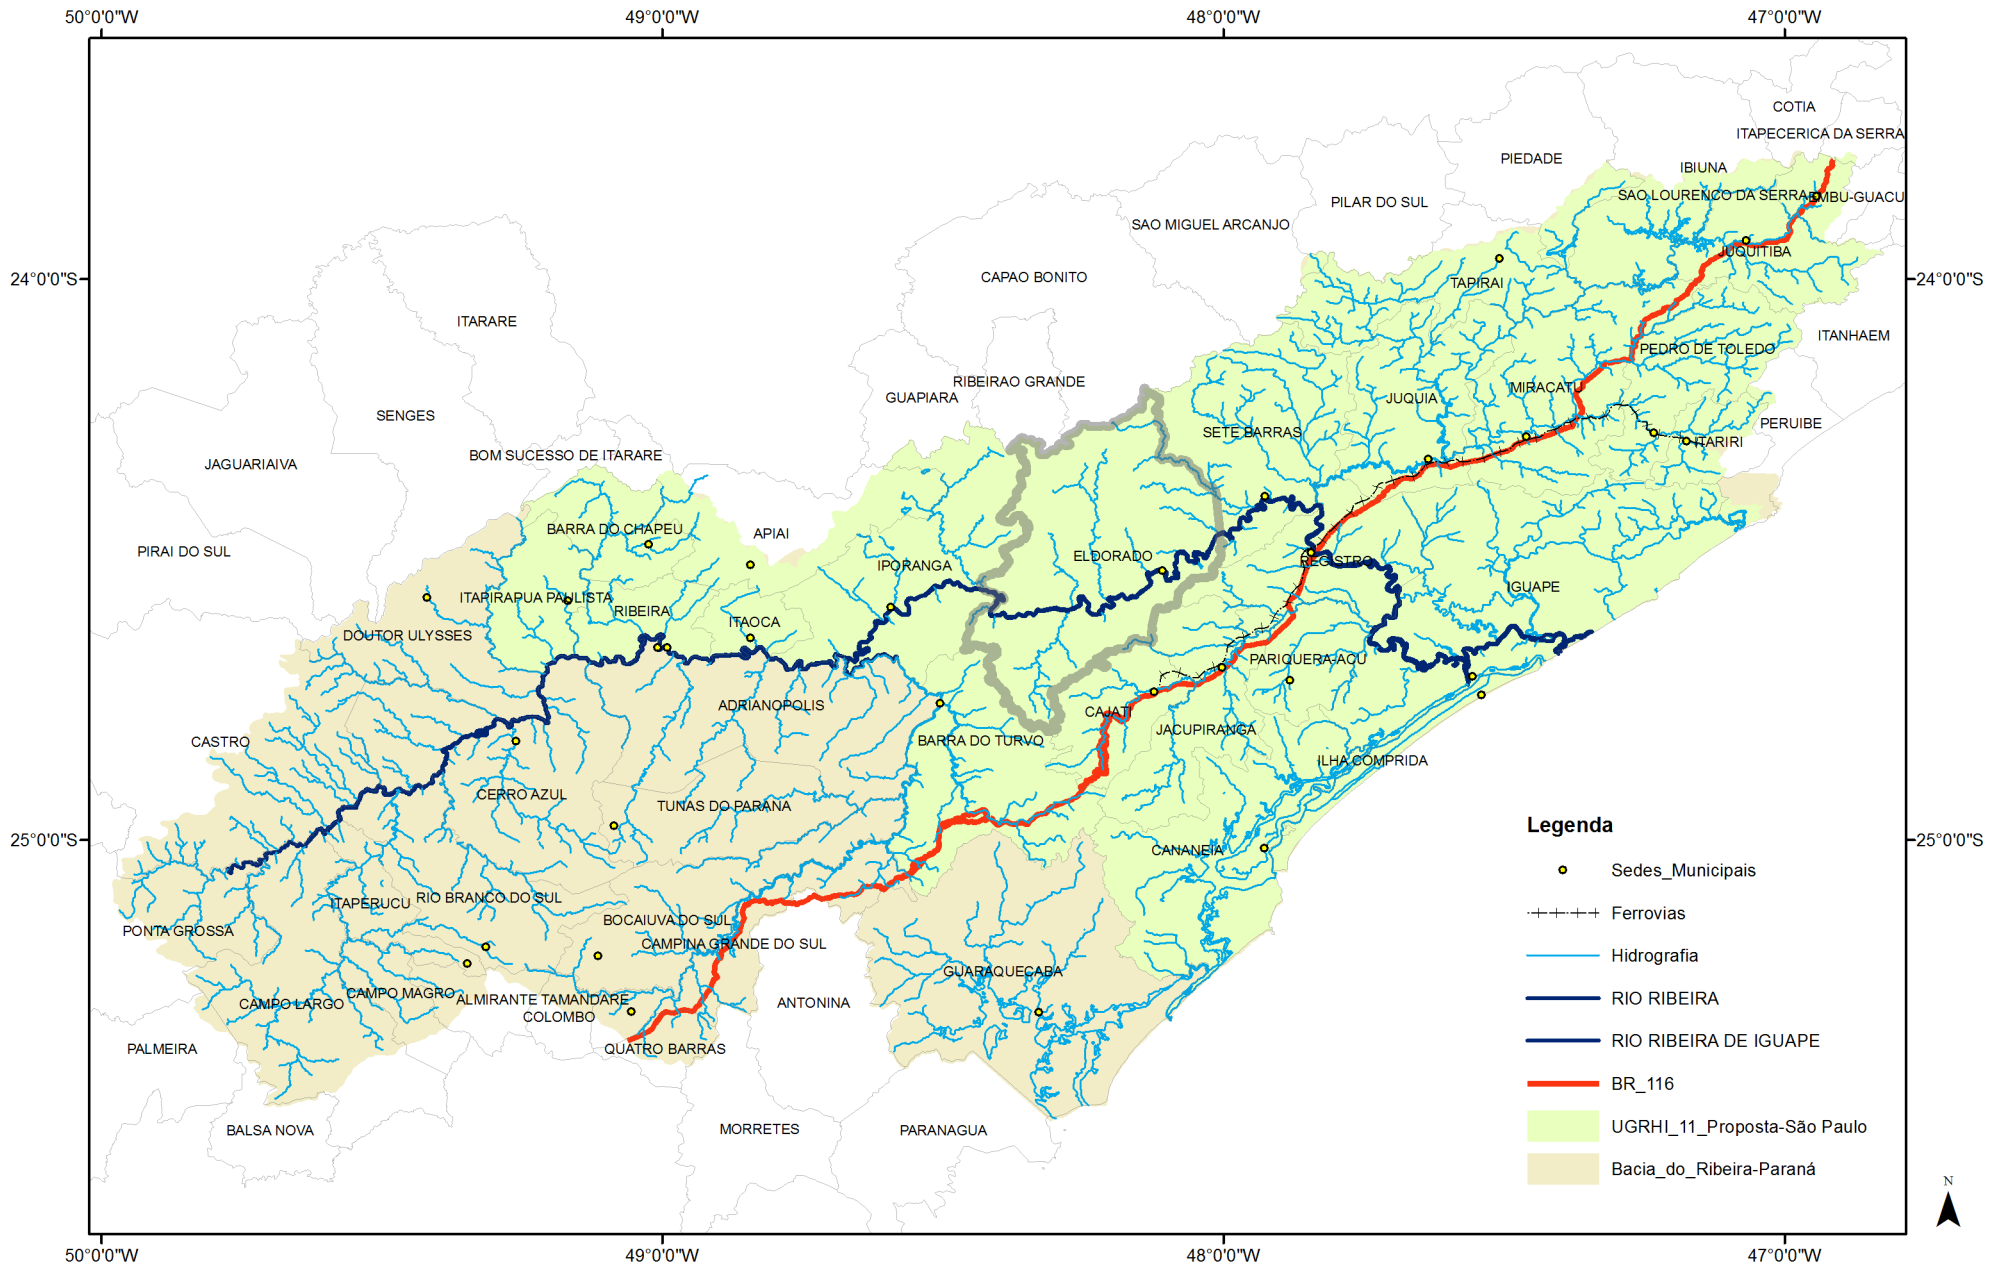 50°0'0"W
49°0'0"W
48°0'0"W
47°0'0"W
COTIA
ITAPECERICA DA SERRA
PIEDADE
IBIUNA
SAO LOURENCO DA SERRA
EMBU-GUACU
PILAR DO SUL
SAO MIGUEL ARCANJO
JUQUITIBA
CAPAO BONITO
TAPIRAI
24°0'0"S
24°0'0"S
ITARARE
ITANHAEM
PEDRO DE TOLEDO
RIBEIRAO GRANDE
MIRACATU
GUAPIARA
JUQUIA
SENGES
PERUIBE
SETE BARRAS
ITARIRI
BOM SUCESSO DE ITARARE
JAGUARIAIVA
BARRA DO CHAPEU
APIAI
PIRAI DO SUL
ELDORADO
REGISTRO
IPORANGA
IGUAPE
ITAPIRAPUA PAULISTA
RIBEIRA
ITAOCA
DOUTOR ULYSSES
PARIQUERA-ACU
ADRIANOPOLIS
CAJATI
JACUPIRANGA
CASTRO
BARRA DO TURVO
ILHA COMPRIDA
CERRO AZUL
TUNAS DO PARANA
25°0'0"S
25°0'0"S
CANANEIA
RIO BRANCO DO SUL
ITAPERUCU
BOCAIUVA DO SUL
PONTA GROSSA
CAMPINA GRANDE DO SUL
GUARAQUECABA
CAMPO MAGRO
ALMIRANTE TAMANDARE
CAMPO LARGO
ANTONINA
COLOMBO
PALMEIRA
QUATRO BARRAS
BALSA NOVA
MORRETES
PARANAGUA
Legenda
Sedes_Municipais
Ferrovias
Hidrografia
RIO RIBEIRA
RIO RIBEIRA DE IGUAPE
BR_116
UGRHI_11_Proposta-São Paulo
Bacia_do_Ribeira-Paraná
N
50°0'0"W
49°0'0"W
48°0'0"W
47°0'0"W